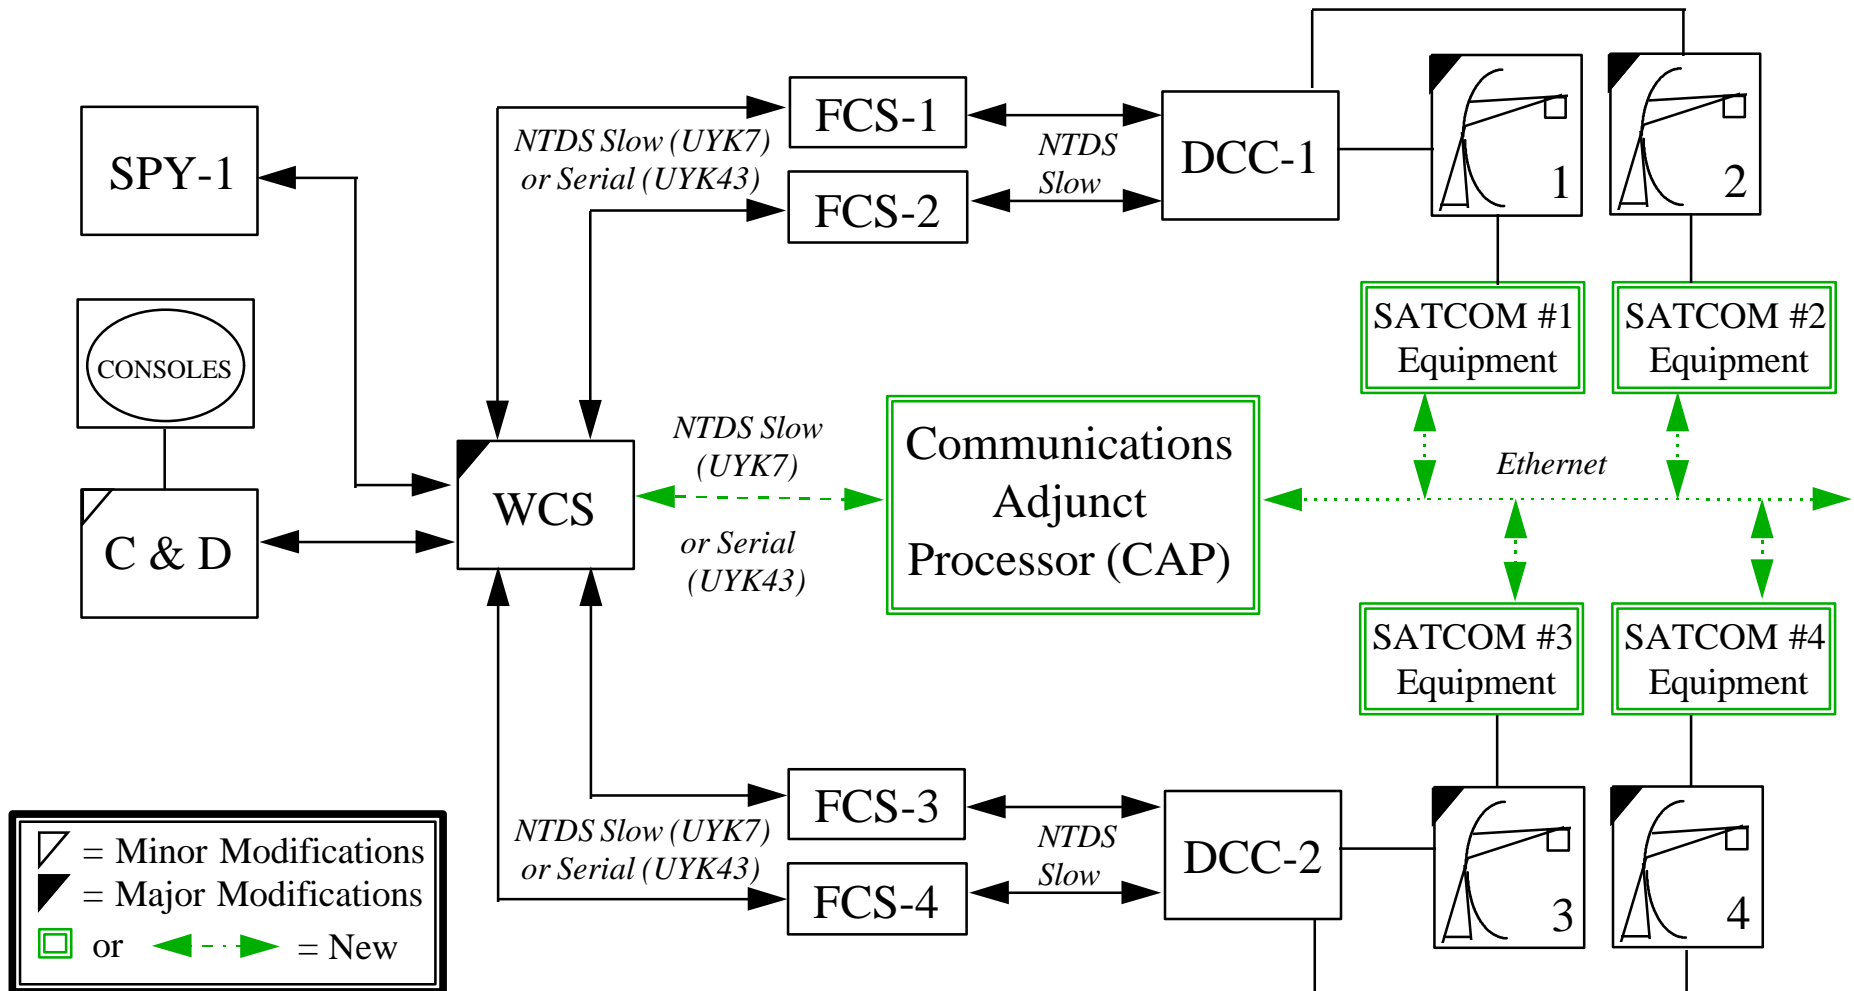 SPY-1
CONSOLES
C & D
WCS
NTDS Slow (UYK7)
or Serial (UYK43)
FCS-1
FCS-2
NTDS
Slow
DCC-1
1
2
SATCOM #1
Equipment
SATCOM #2
Equipment
NTDS Slow
(UYK7)
or Serial
(UYK43)
Communications
Adjunct
Processor (CAP)
Ethernet
SATCOM #3
Equipment
SATCOM #4
Equipment
NTDS Slow (UYK7)
or Serial (UYK43)
FCS-3
FCS-4
NTDS
Slow
DCC-2
3
4
= Minor Modifications
= Major Modifications
or = New